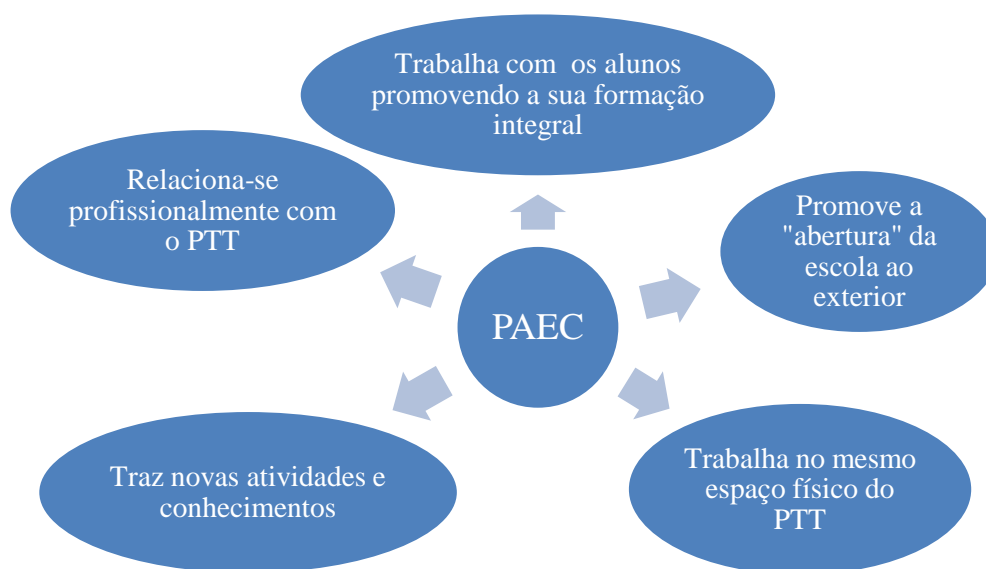 Trabalha com os alunos
promovendo a sua formação
integral
Relaciona-se
profissionalmente com
o PTT
Promove a
"abertura" da
escola ao
exterior
PAEC
Traz novas atividades e
conhecimentos
Trabalha no mesmo
espaço físico do
PTT